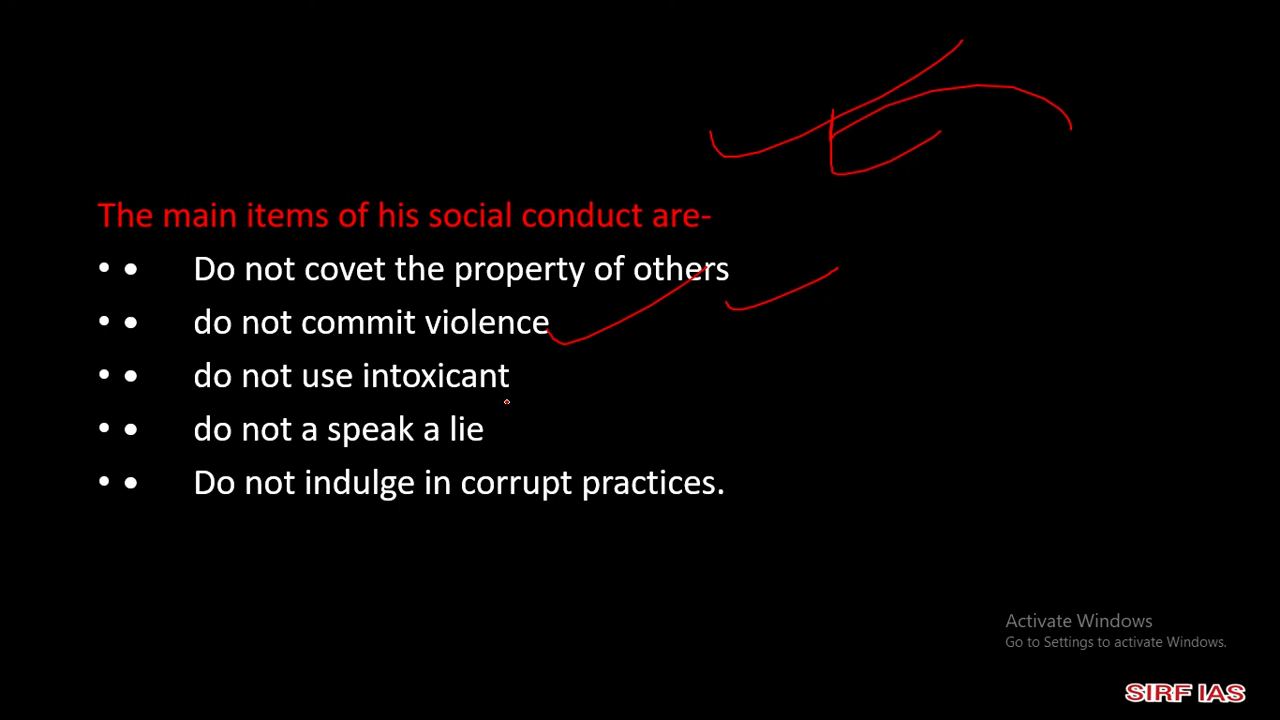 The main items of his social conduct are-
• • Do not covet the property of others
• • do not commit violence
• • do not use intoxicant
• • do not a speak a lie
• • Do not indulge in corrupt practices.
Activate Windows
Go to Settings to activate Windows.
SIRF IAS